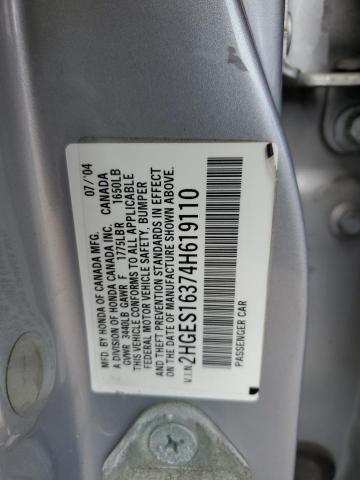 MFD. BY HONDA OF CANADA MFG. 07/'04
A DIVISION OF HONDA CANADA INC. CANADA
GVWR 3440LB GAWR F 1775LBR 1650LB
THIS VEHICLE CONFORMS TO ALL APPLICABLE
FEDERAL MOTOR VEHICLE SAFETY, BUMPER
AND THEFT PREVENTION STANDARDS IN EFFECT
ON THE DATE OF MANUFACTURE SHOWN ABOVE.
V.I.N. 2HGES16374H619110
PASSENGER CAR